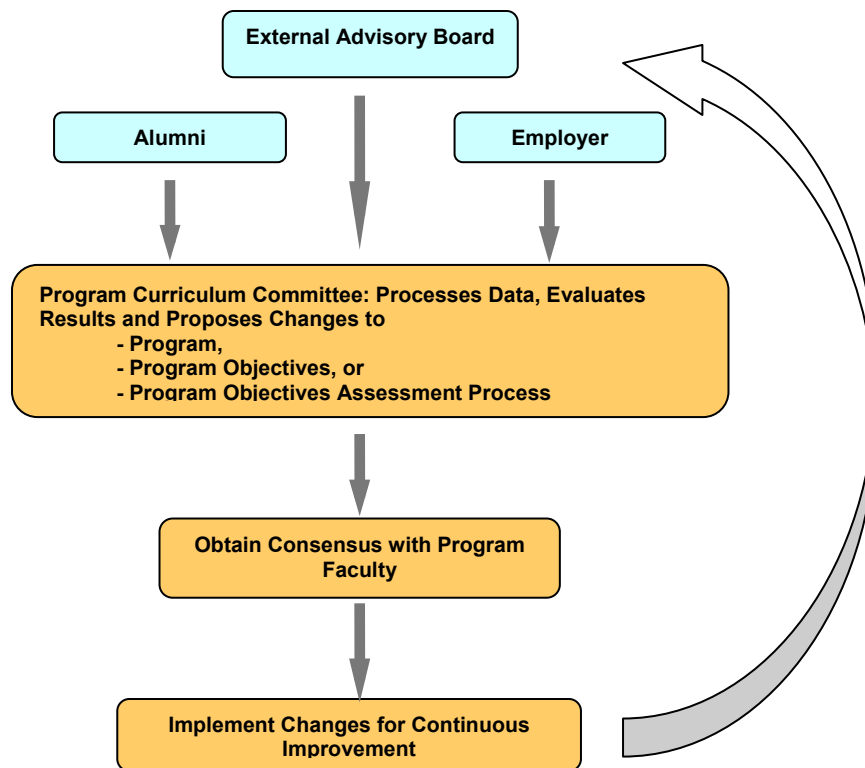 External Advisory Board
Alumni
Employer
Program Curriculum Committee: Processes Data, Evaluates
Results and Proposes Changes to
- Program,
- Program Objectives, or
- Program Objectives Assessment Process
Obtain Consensus with Program
Faculty
Implement Changes for Continuous
Improvement